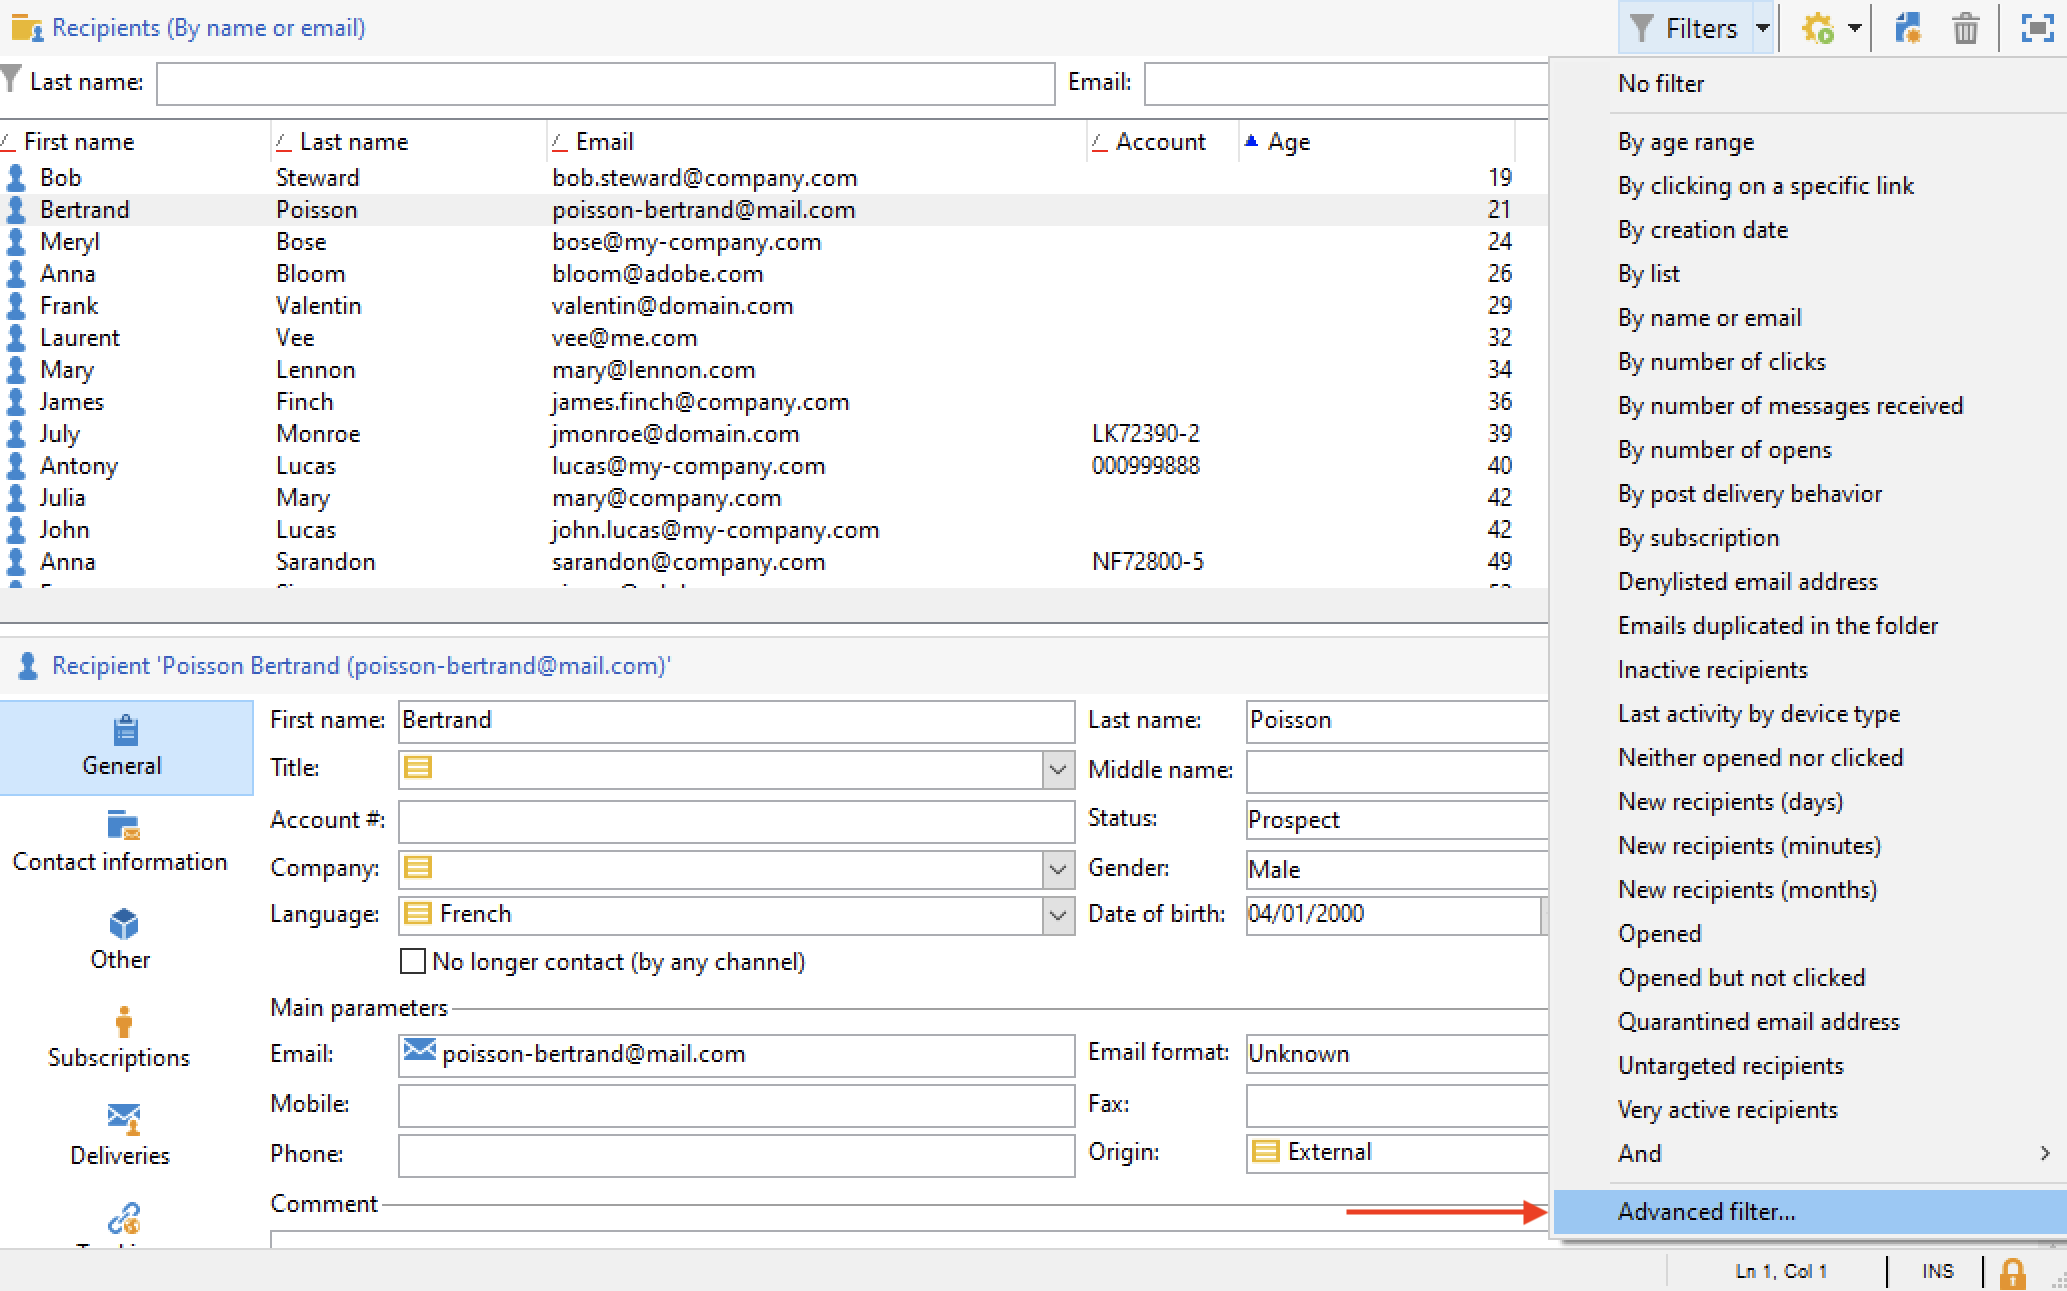 Recipients (By name or email)
Filters
Last name:
Email:
First name Last name Email Account Age
Bob Steward bob.steward@company.com 19
Bertrand Poisson poisson-bertrand@mail.com 21
Meryl Bose bose@my-company.com 24
Anna Bloom bloom@adobe.com 26
Frank Valentin valentin@domain.com 29
Laurent Vee vee@me.com 32
Mary Lennon mary@lennon.com 34
James Finch james.finch@company.com 36
July Monroe jmonroe@domain.com LK72390-2 39
Antony Lucas lucas@my-company.com 000999888 40
Julia Mary mary@company.com 42
John Lucas john.lucas@my-company.com 42
Anna Sarandon sarandon@company.com NF72800-5 49
Recipient 'Poisson Bertrand (poisson-bertrand@mail.com)'
General
Contact information
Other
Subscriptions
Deliveries
First name: Bertrand Last name: Poisson
Title: Middle name:
Account #: Status: Prospect
Company: Gender: Male
Language: French Date of birth: 04/01/2000
No longer contact (by any channel)
Main parameters
Email: poisson-bertrand@mail.com Email format: Unknown
Mobile: Fax:
Phone: Origin: External
Comment
No filter
By age range
By clicking on a specific link
By creation date
By list
By name or email
By number of clicks
By number of messages received
By number of opens
By post delivery behavior
By subscription
Denylisted email address
Emails duplicated in the folder
Inactive recipients
Last activity by device type
Neither opened nor clicked
New recipients (days)
New recipients (minutes)
New recipients (months)
Opened
Opened but not clicked
Quarantined email address
Untargeted recipients
Very active recipients
And
Advanced filter...
Ln 1, Col 1 INS